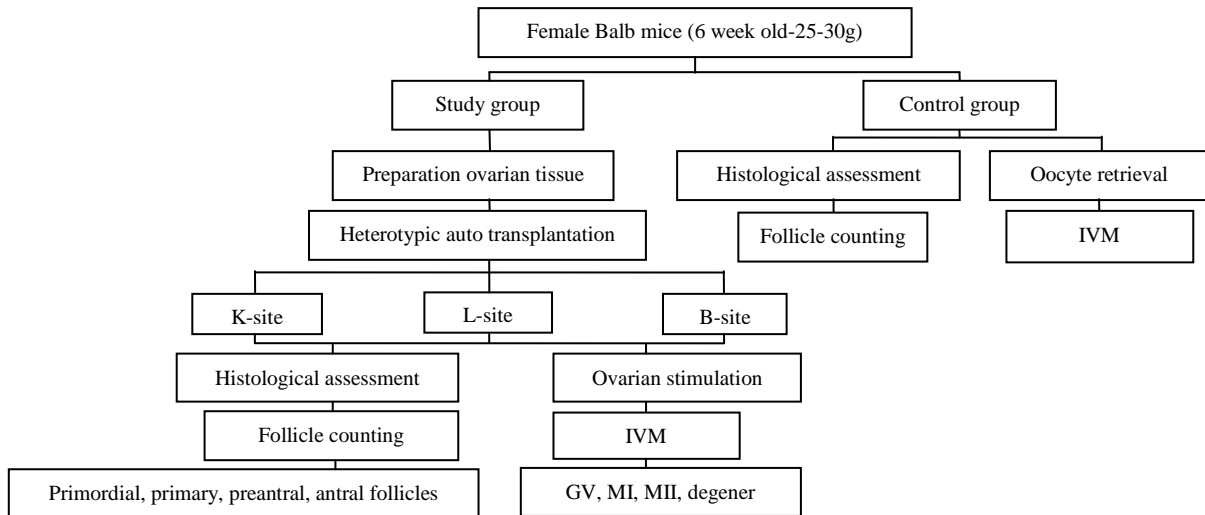 Female Balb mice (6 week old-25-30g)
Study group
Control group
Preparation ovarian tissue
Histological assessment
Oocyte retrieval
Heterotypic auto transplantation
Follicle counting
IVM
K-site
L-site
B-site
Histological assessment
Ovarian stimulation
Follicle counting
IVM
Primordial, primary, preantral, antral follicles
GV, MI, MII, degener